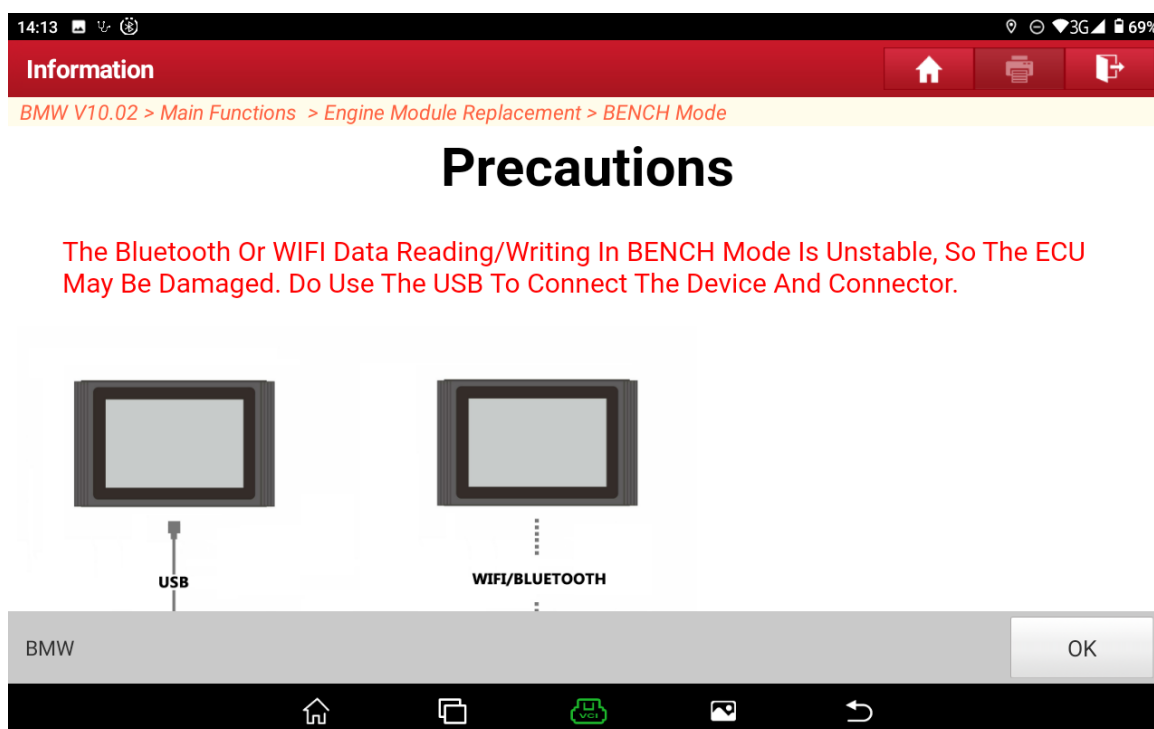 14:13 3G 69%
Information
BMW V10.02 > Main Functions > Engine Module Replacement > BENCH Mode
Precautions
The Bluetooth Or WIFI Data Reading/Writing In BENCH Mode Is Unstable, So The ECU
May Be Damaged. Do Use The USB To Connect The Device And Connector.
USB
WIFI/BLUETOOTH
BMW
OK
VCI